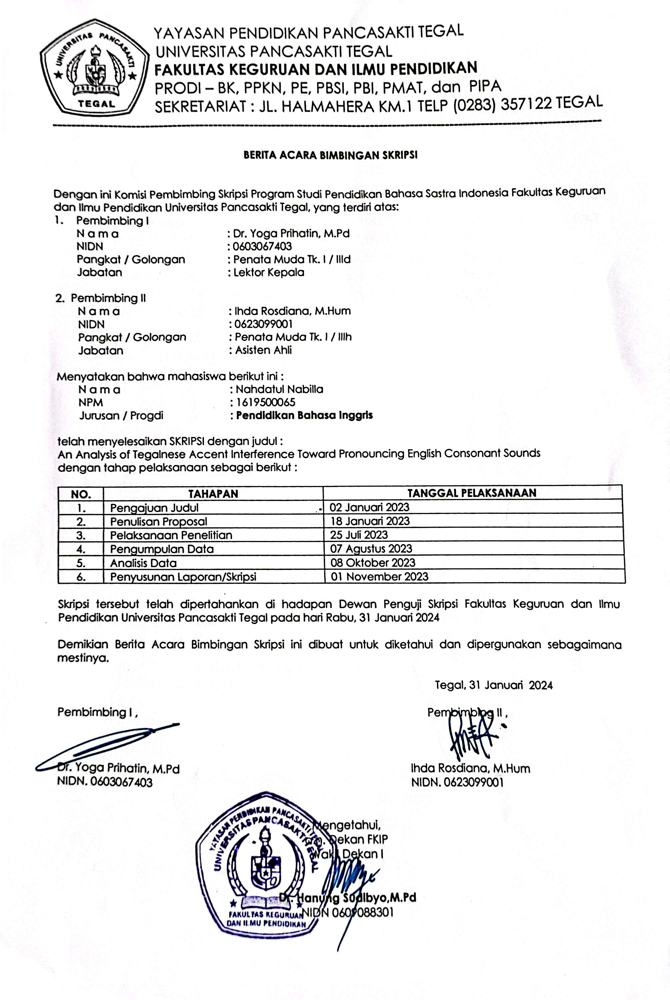 UNIVERSITAS PANCASAKTI
TEGAL
YAYASAN PENDIDIKAN PANCASAKTI TEGAL
UNIVERSITAS PANCASAKTI TEGAL
FAKULTAS KEGURUAN DAN ILMU PENDIDIKAN
PRODI – BK, PPKN, PE, PBSI, PBI, PMAT, dan PIPA
SEKRETARIAT : JL. HALMAHERA KM.1 TELP (0283) 357122 TEGAL
BERITA ACARA BIMBINGAN SKRIPSI
Dengan ini Komisi Pembimbing Skripsi Program Studi Pendidikan Bahasa Sastra Indonesia Fakultas Keguruan
dan Ilmu Pendidikan Universitas Pancasakti Tegal, yang terdiri atas:
1. Pembimbing I
N a m a : Dr. Yoga Prihatin, M.Pd
NIDN : 0603067403
Pangkat / Golongan : Penata Muda Tk. I / IIId
Jabatan : Lektor Kepala
2. Pembimbing II
N a m a : Ihda Rosdiana, M.Hum
NIDN : 0623099001
Pangkat / Golongan : Penata Muda Tk. I / IIIh
Jabatan : Asisten Ahli
Menyatakan bahwa mahasiswa berikut ini :
N a m a : Nahdatul Nabilla
NPM : 1619500065
Jurusan / Progdi : Pendidikan Bahasa Inggris
telah menyelesaikan SKRIPSI dengan judul :
An Analysis of Tegalnese Accent Interference Toward Pronouncing English Consonant Sounds
dengan tahap pelaksanaan sebagai berikut :
NO. TAHAPAN TANGGAL PELAKSANAAN
1. Pengajuan Judul 02 Januari 2023
2. Penulisan Proposal 18 Januari 2023
3. Pelaksanaan Penelitian 25 Juli 2023
4. Pengumpulan Data 07 Agustus 2023
5. Analisis Data 08 Oktober 2023
6. Penyusunan Laporan/Skripsi 01 November 2023
Skripsi tersebut telah dipertahankan di hadapan Dewan Penguji Skripsi Fakultas Keguruan dan Ilmu
Pendidikan Universitas Pancasakti Tegal pada hari Rabu, 31 Januari 2024
Demikian Berita Acara Bimbingan Skripsi ini dibuat untuk diketahui dan dipergunakan sebagaimana
mestinya.
Tegal, 31 Januari 2024
Pembimbing I , Pembimbing II ,
Dr. Yoga Prihatin, M.Pd Ihda Rosdiana, M.Hum
NIDN. 0603067403 NIDN. 0623099001
YAYASAN PENDIDIKAN PANCASAKTI TEGAL
UNIVERSITAS PANCASAKTI TEGAL
Mengetahui,
Dekan FKIP
Wakil Dekan I
Dr. Hanung Sudibyo,M.Pd
NIDN 0609088301
FAKULTAS KEGURUAN
DAN ILMU PENDIDIKAN